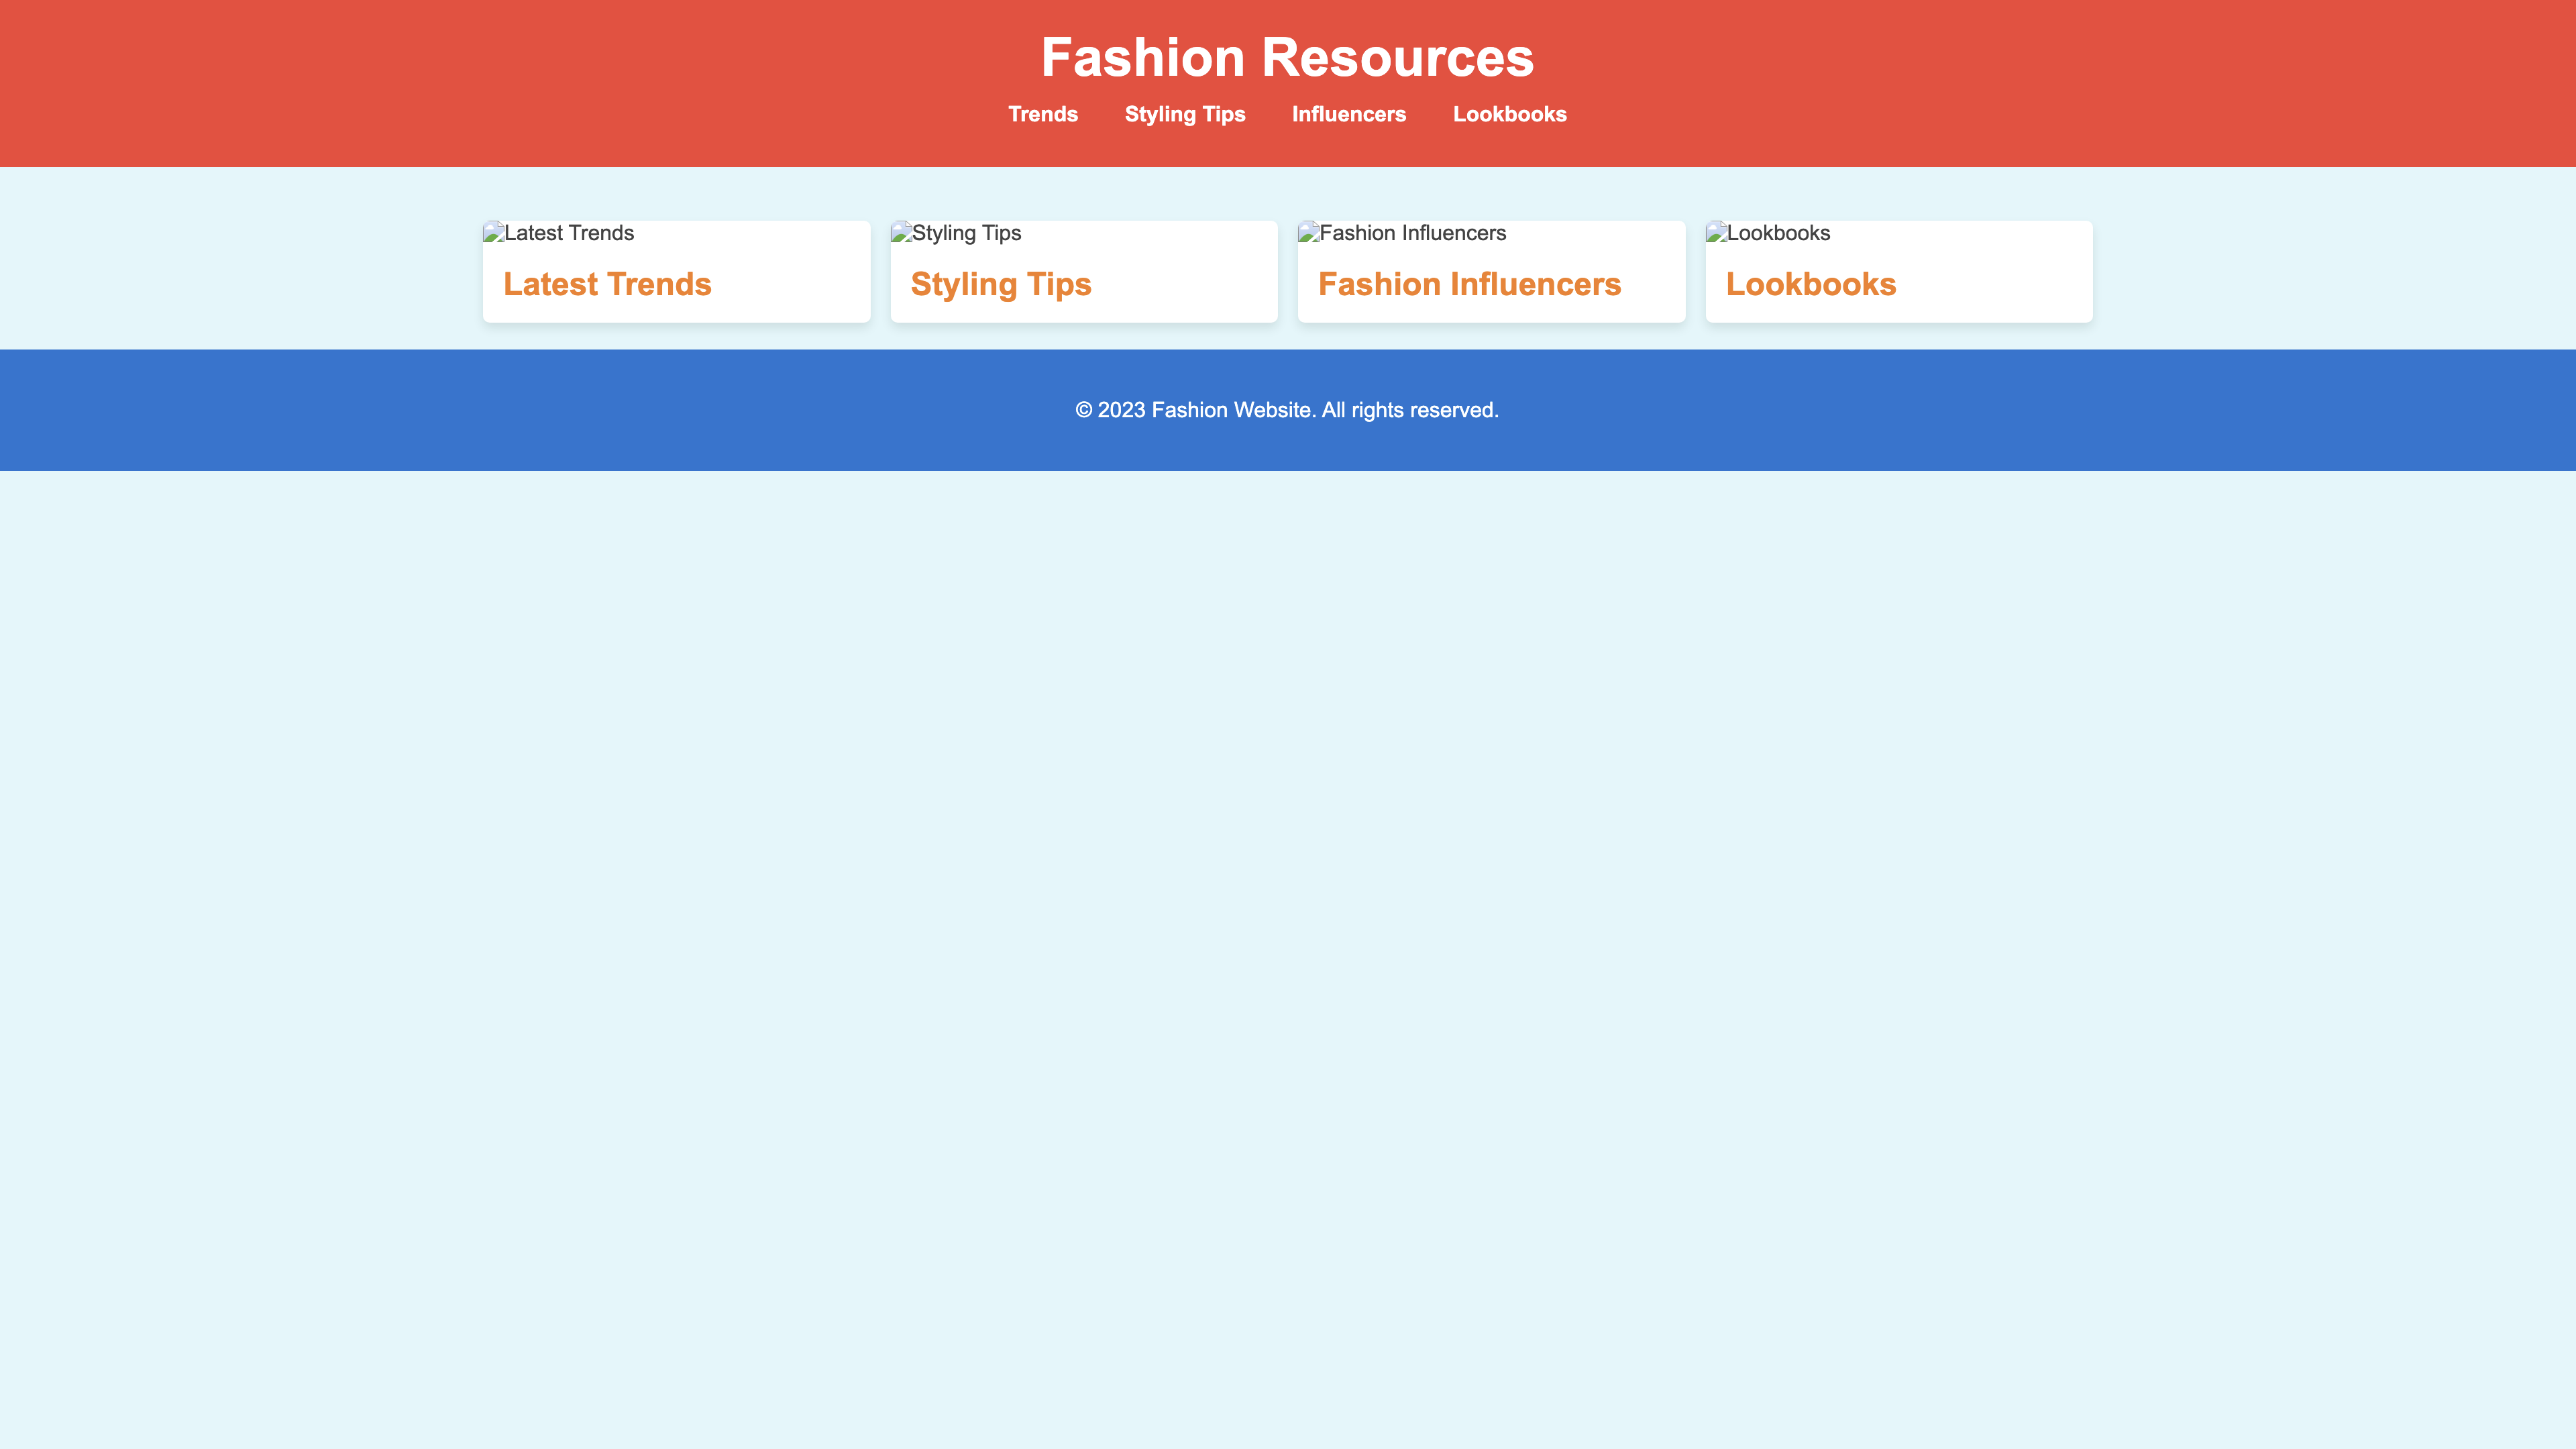 Fashion Resources
Trends Styling Tips Influencers Lookbooks
Latest Trends Styling Tips Fashion Influencers Lookbooks
Latest Trends Styling Tips Fashion Influencers Lookbooks
© 2023 Fashion Website. All rights reserved.